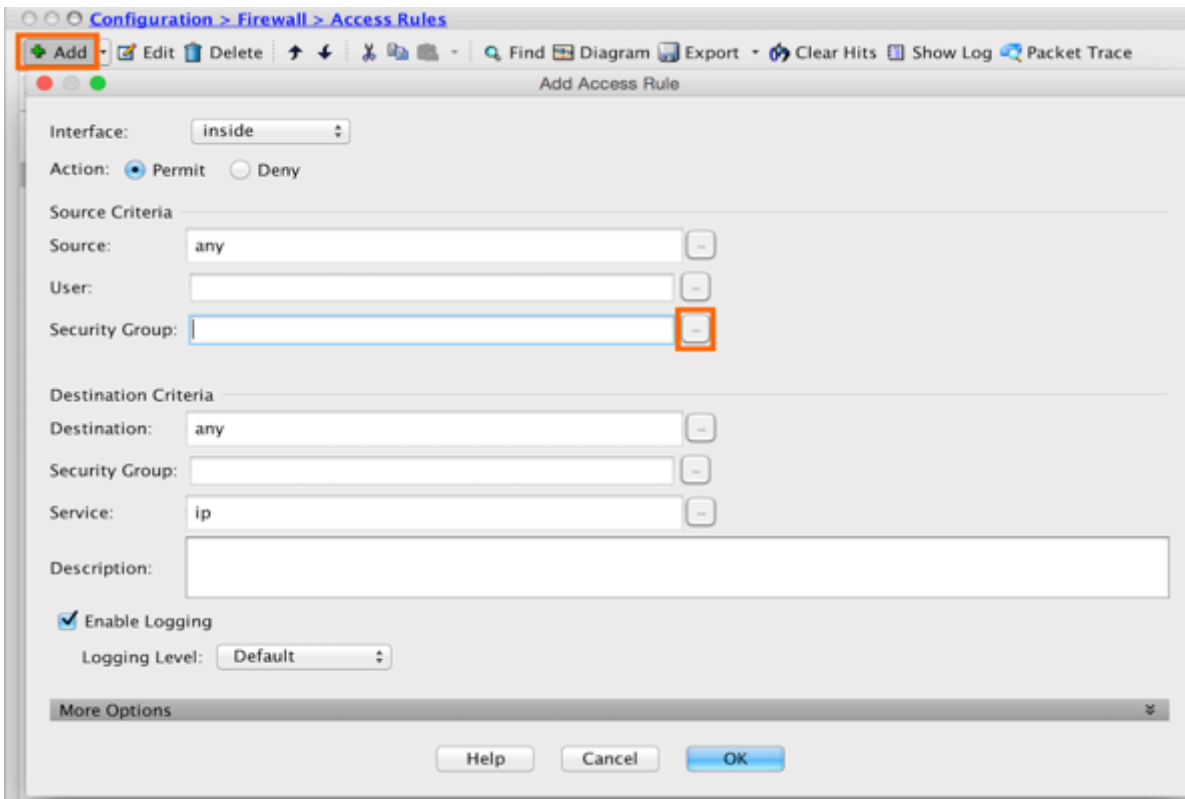 Configuration > Firewall > Access Rules
Add Edit Delete Find Diagram Export Clear Hits Show Log Packet Trace
Add Access Rule
Interface: inside
Action: Permit Deny
Source Criteria
Source: any
User:
Security Group:
Destination Criteria
Destination: any
Security Group:
Service: ip
Description:
Enable Logging
Logging Level: Default
More Options
Help Cancel OK